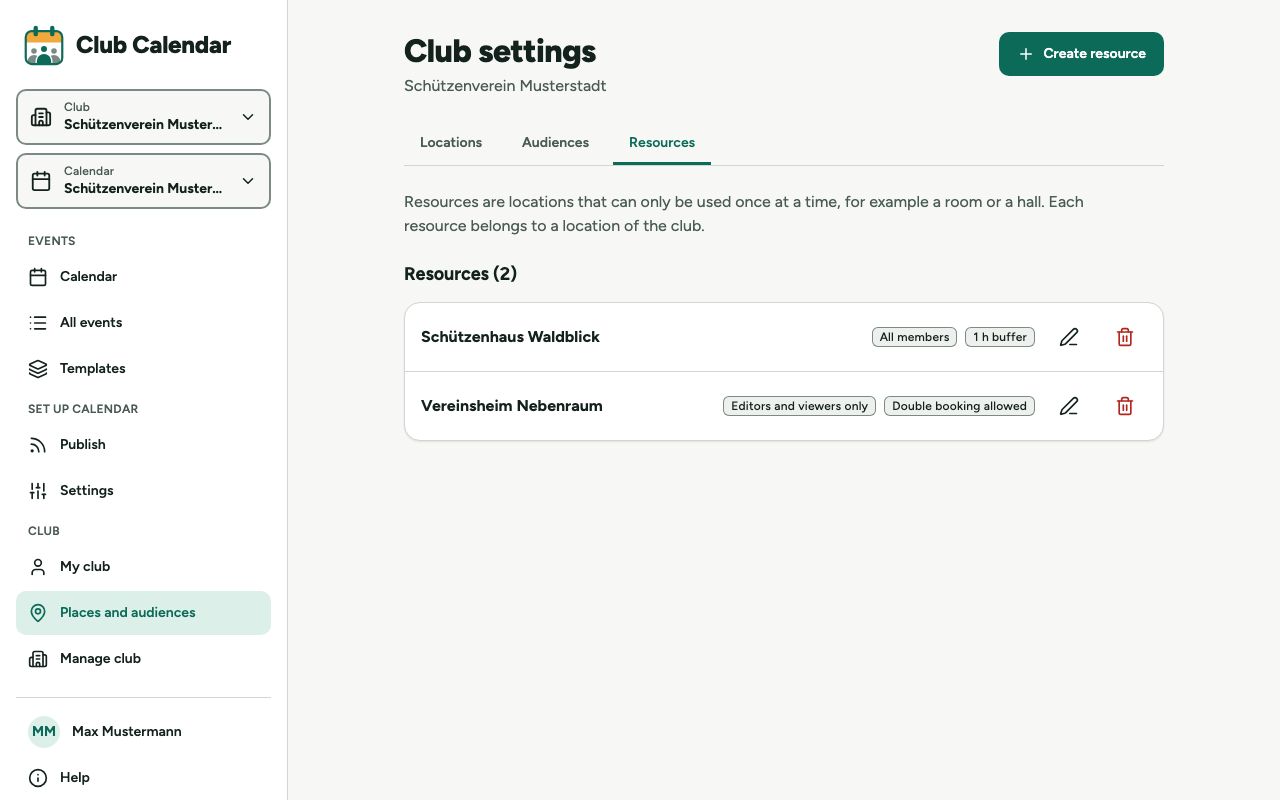 Club Calendar
Club
Schützenverein Muster...
Calendar
Schützenverein Muster...
EVENTS
Calendar
All events
Templates
SET UP CALENDAR
Publish
Settings
CLUB
My club
Places and audiences
Manage club
MM Max Mustermann
Help
Club settings
Schützenverein Musterstadt
Create resource
Locations Audiences Resources
Resources are locations that can only be used once at a time, for example a room or a hall. Each
resource belongs to a location of the club.
Resources (2)
Schützenhaus Waldblick All members 1 h buffer
Vereinsheim Nebenraum Editors and viewers only Double booking allowed